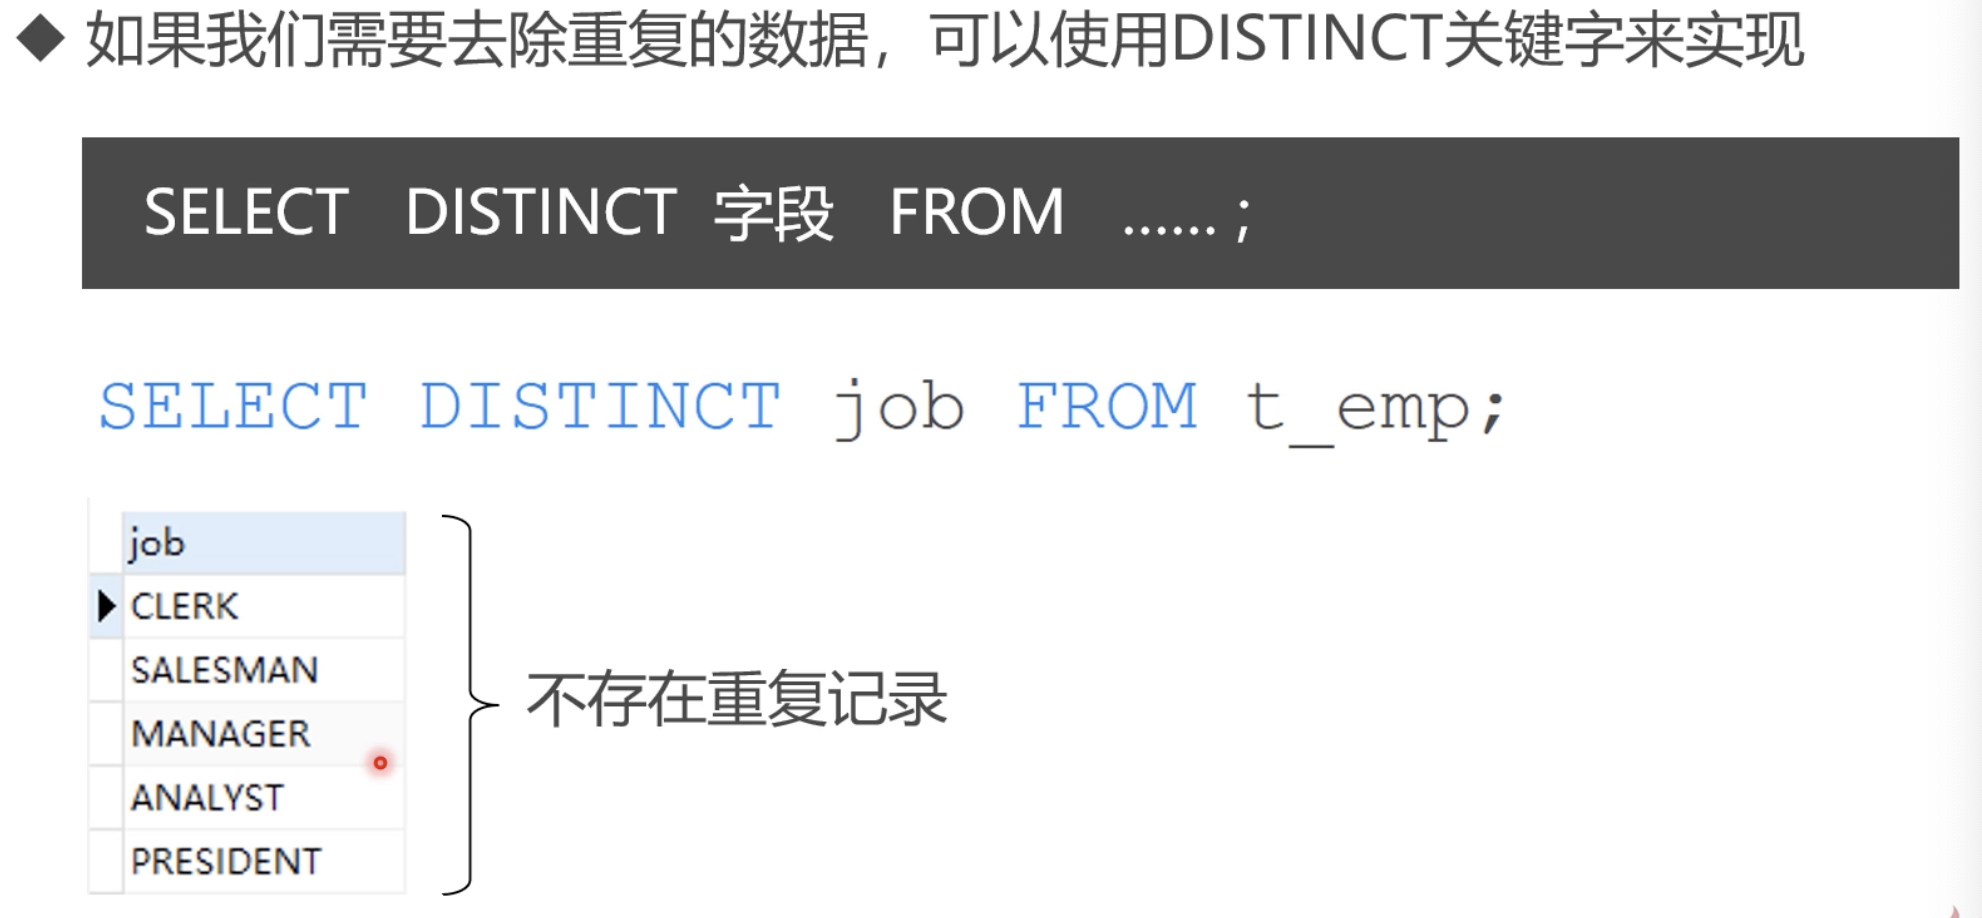 如果我们需要去除重复的数据，可以使用DISTINCT关键字来实现
SELECT DISTINCT 字段 FROM ...... ;
SELECT DISTINCT job FROM t_emp;
job
CLERK
SALESMAN
MANAGER
ANALYST
PRESIDENT
不存在重复记录